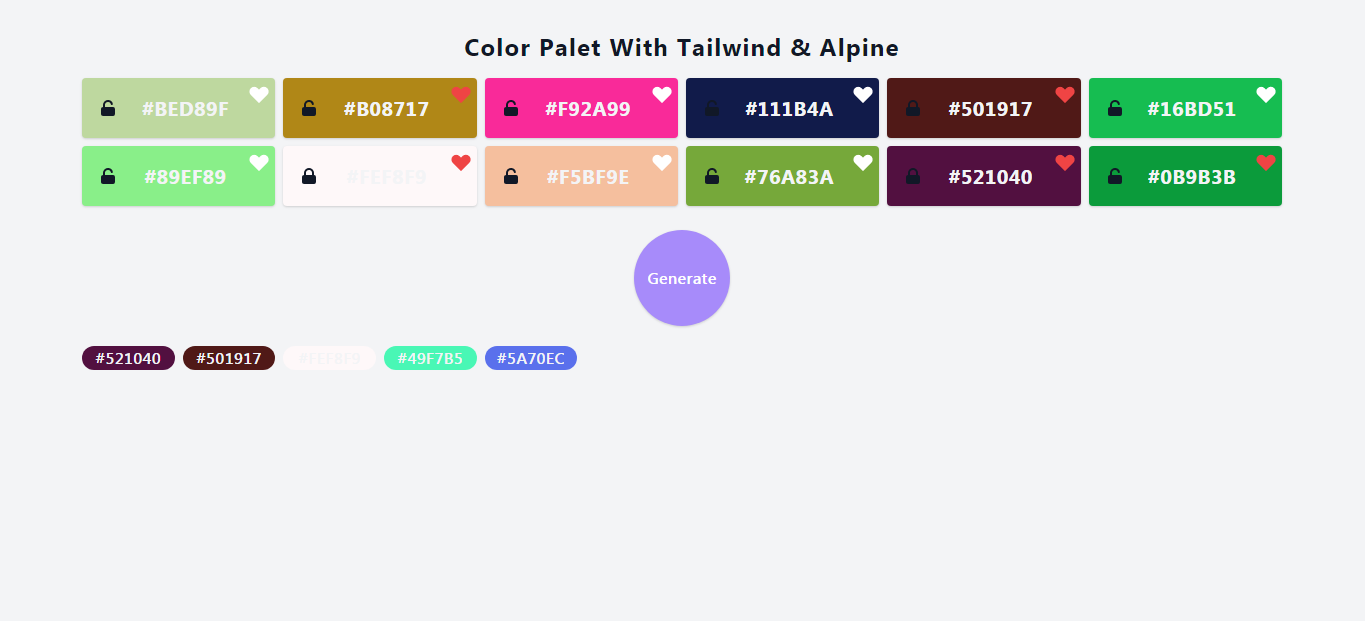 Color Palet With Tailwind & Alpine
#BED89F #B08717 #F92A99 #111B4A #501917 #16BD51
#89EF89 #FEF8F9 #F5BF9E #76A83A #521040 #0B9B3B
Generate
#521040 #501917 #FEF8F9 #49F7B5 #5A70EC